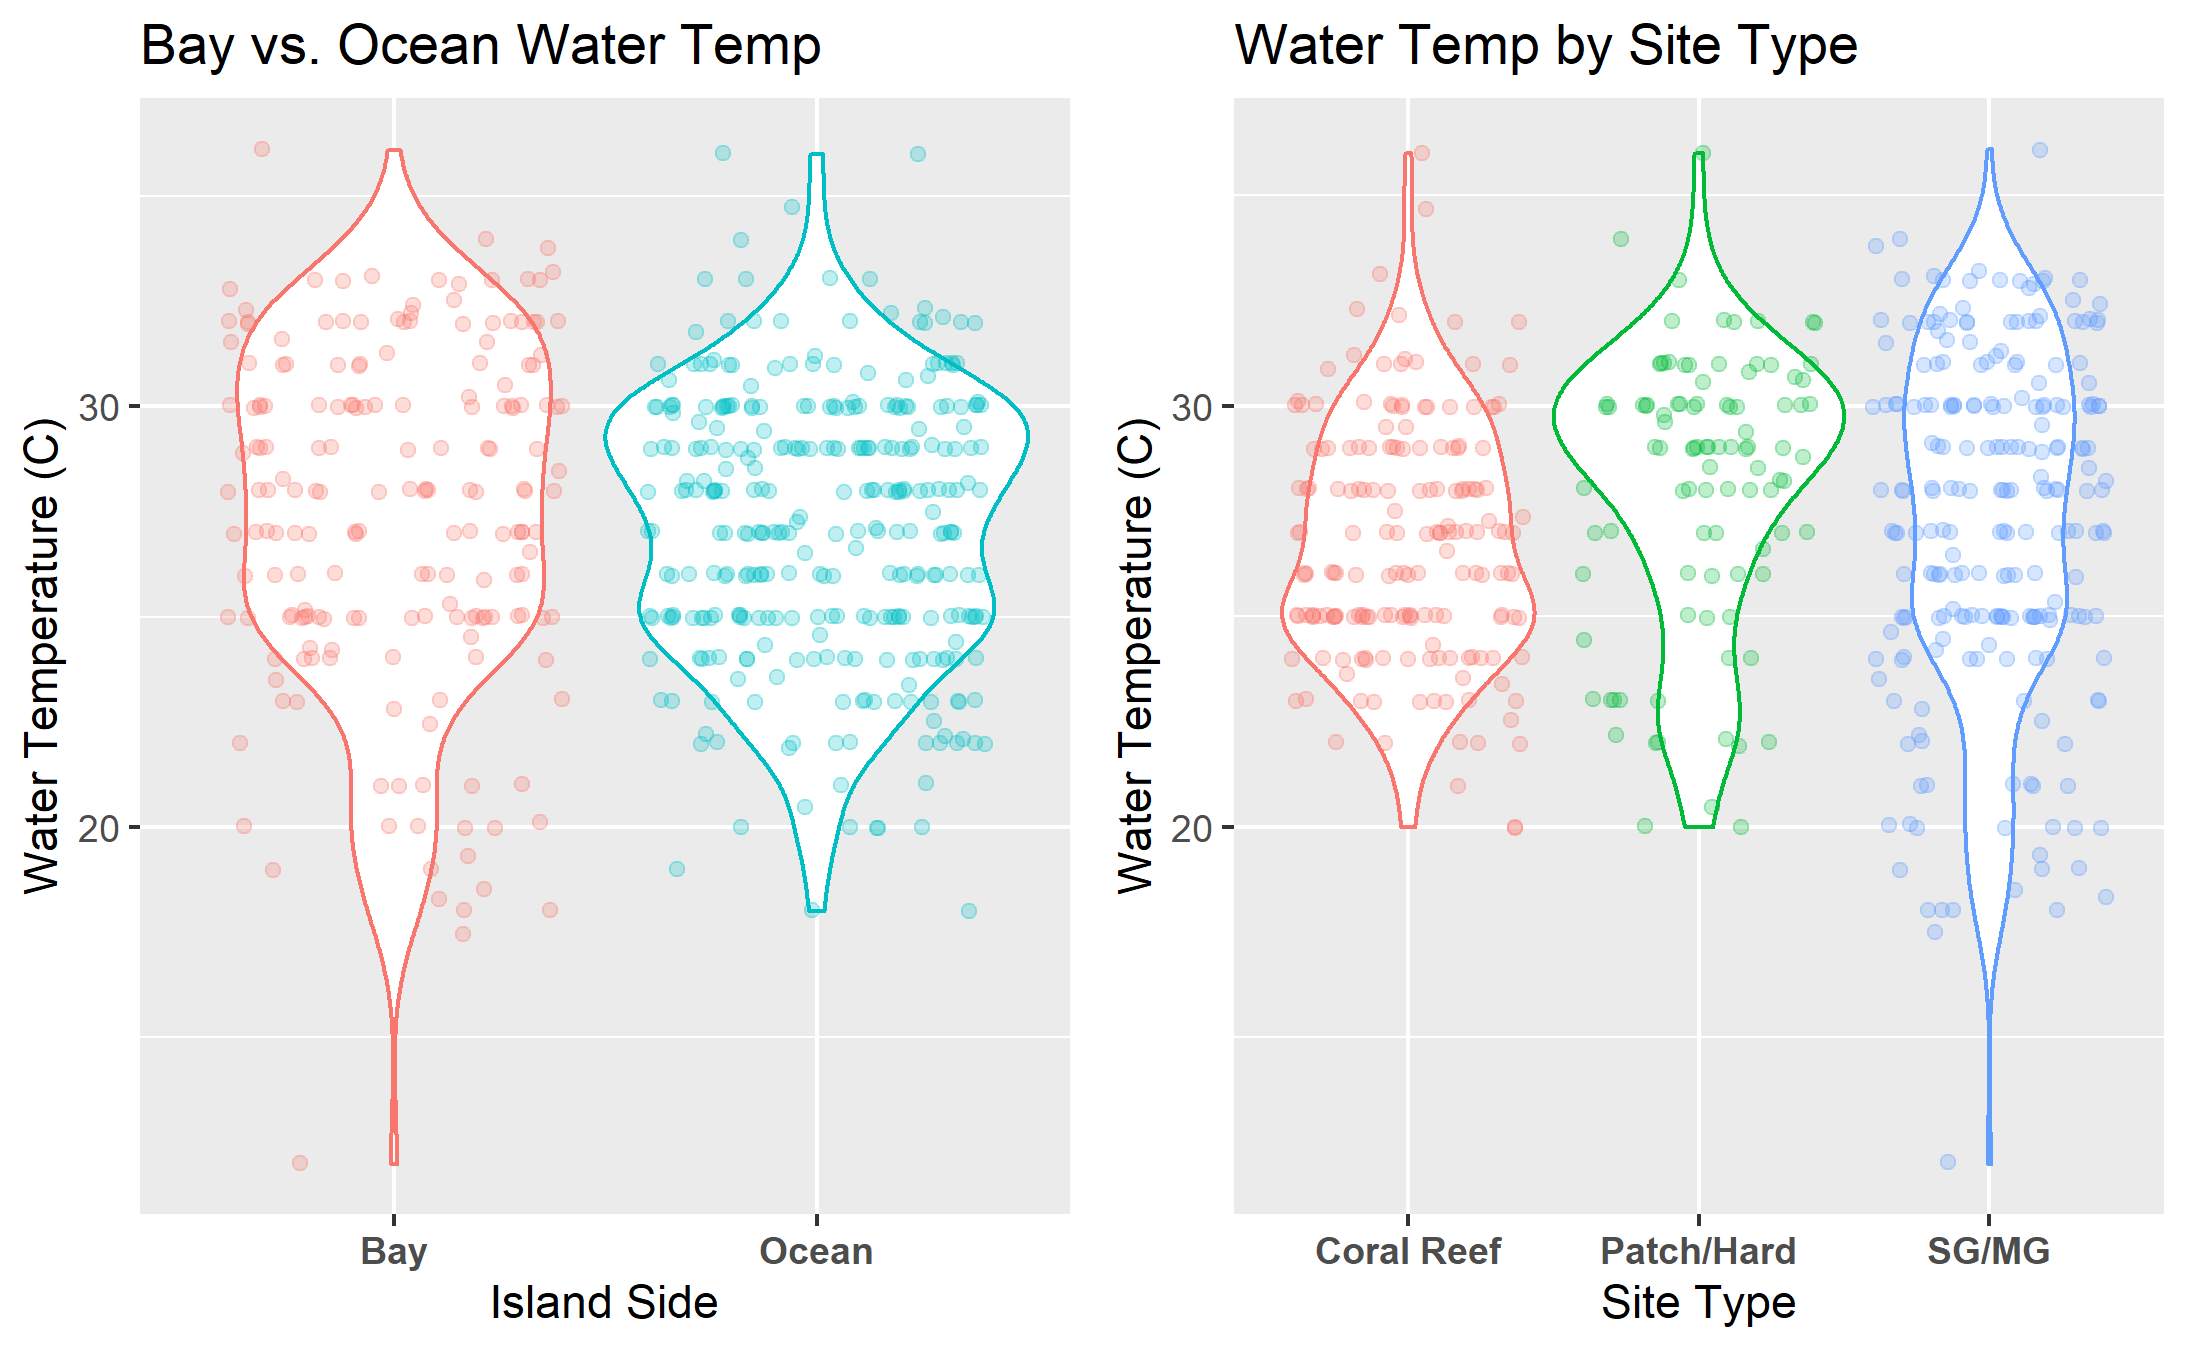 Bay vs. Ocean Water Temp
Water Temperature (C)
30
20
Bay
Ocean
Island Side
Water Temp by Site Type
Water Temperature (C)
30
20
Coral Reef
Patch/Hard
SG/MG
Site Type